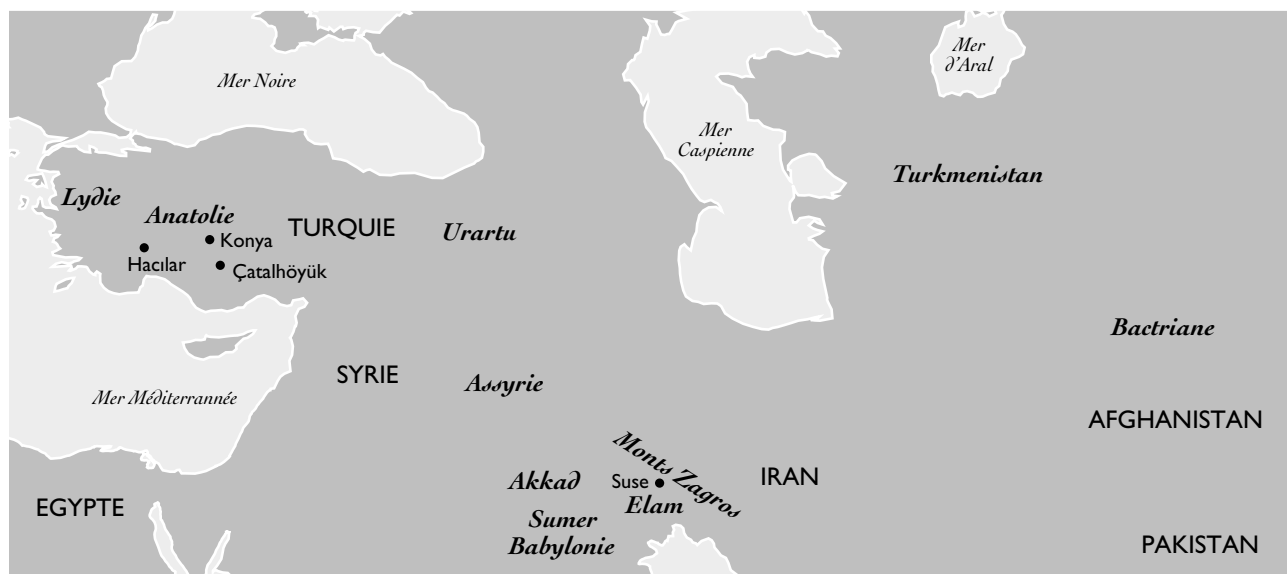 Mer
d'Aral
Mer Noire
Mer
Caspienne
Turkmenistan
Lydie
Anatolie
TURQUIE
Urartu
Konya
Hacılar
Çatalhöyük
Bactriane
SYRIE
Assyrie
Mer Méditerrannée
AFGHANISTAN
Monts Zagros
IRAN
Akkad
Suse
Elam
EGYPTE
Sumer
Babylonie
PAKISTAN